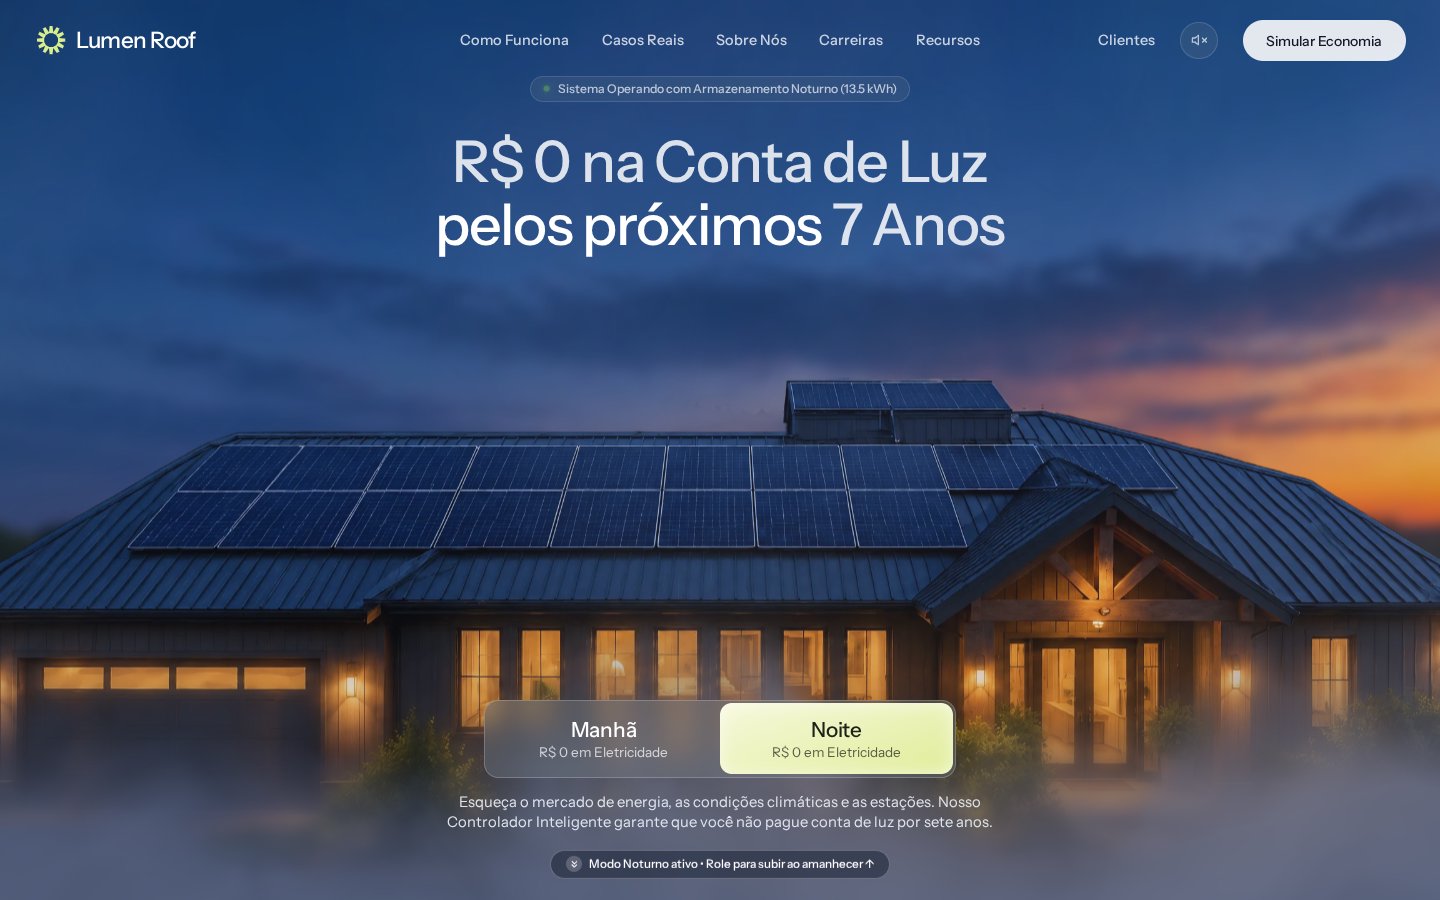 Lumen Roof
Como Funciona
Casos Reais
Sobre Nós
Carreiras
Recursos
Clientes
Simular Economia
Sistema Operando com Armazenamento Noturno (13.5 kWh)
R$ 0 na Conta de Luz
pelos próximos 7 Anos
Manhã
R$ 0 em Eletricidade
Noite
R$ 0 em Eletricidade
Esqueça o mercado de energia, as condições climáticas e as estações. Nosso
Controlador Inteligente garante que você não pague conta de luz por sete anos.
Modo Noturno ativo • Role para subir ao amanhecer ↑